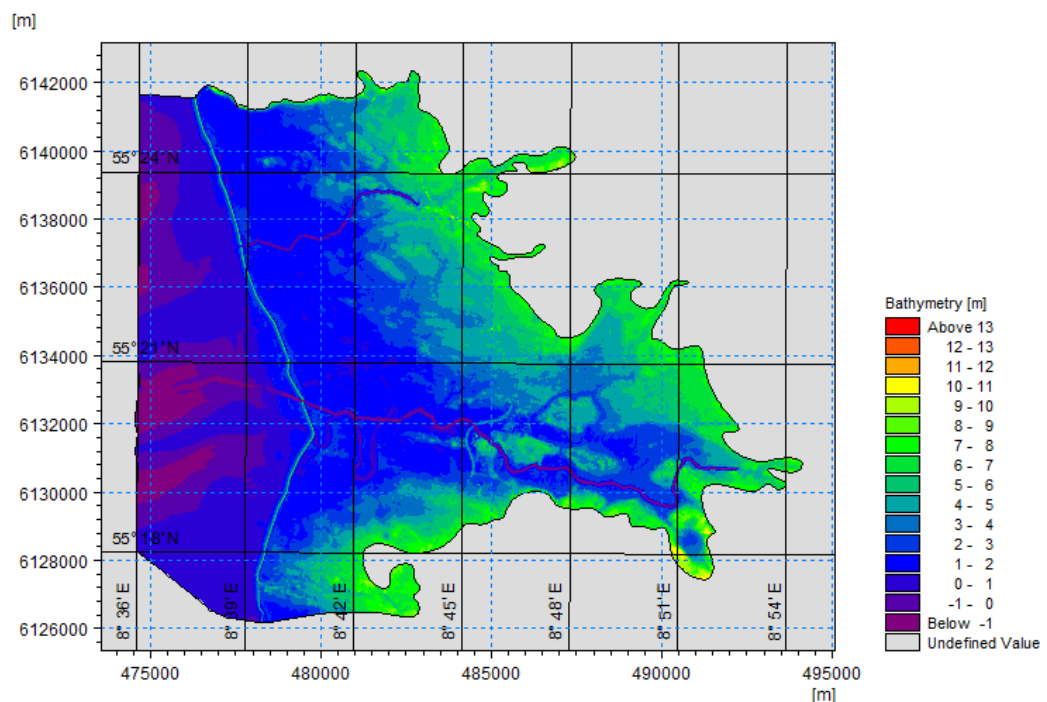 [m]
6142000
6140000
6138000
6136000
6134000
6132000
6130000
6128000
6126000
55°24'N
55°21'N
55°18'N
8°36'E
8°39'E
8°42'E
8°45'E
8°48'E
8°51'E
8°54'E
475000
480000
485000
490000
495000
[m]
Bathymetry [m]
Above 13
12 - 13
11 - 12
10 - 11
9 - 10
8 - 9
7 - 8
6 - 7
5 - 6
4 - 5
3 - 4
2 - 3
1 - 2
0 - 1
-1 - 0
Below -1
Undefined Value